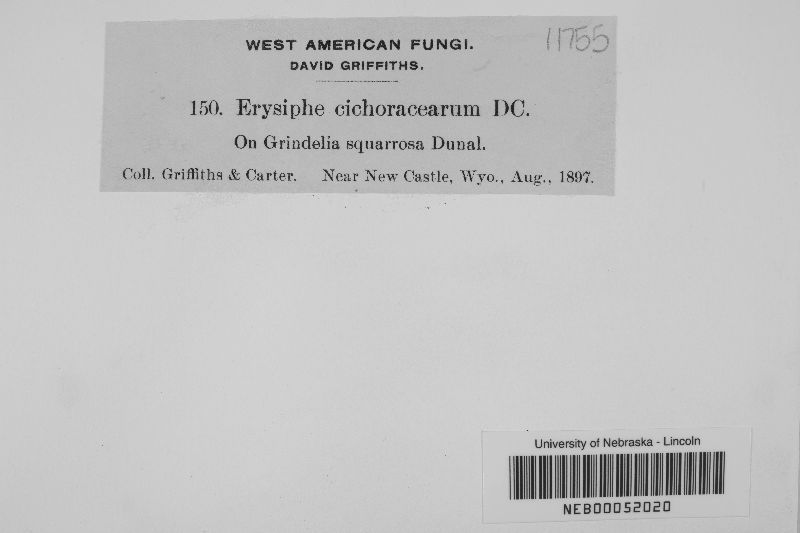 WEST AMERICAN FUNGI.
11755
DAVID GRIFFITHS.
150. Erysiphe cichoracearum DC.
On Grindelia squarrosa Dunal.
Coll. Griffiths & Carter. Near New Castle, Wyo., Aug., 1897.
University of Nebraska - Lincoln
NEB00052020